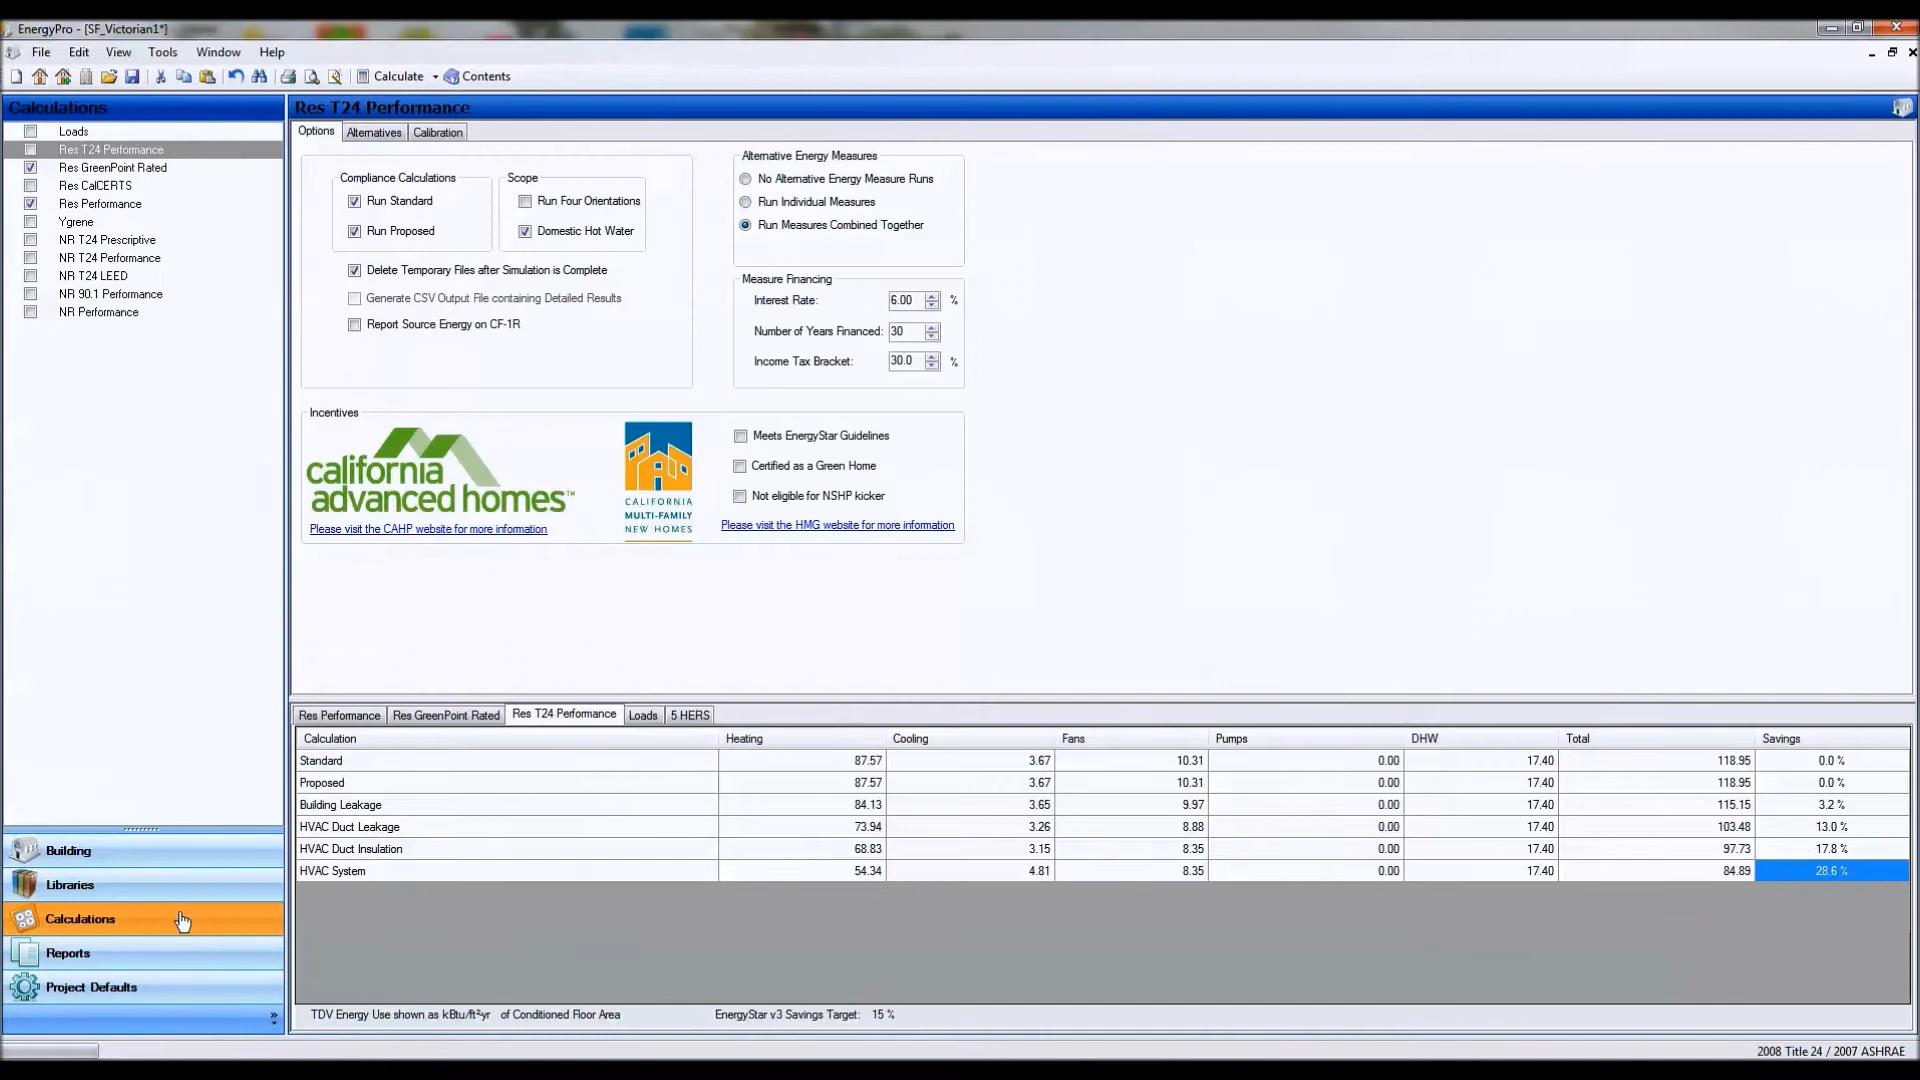 EnergyPro - [SF_Victorian1*]
File Edit View Tools Window Help
Calculate Contents
Calculations
Loads
Res T24 Performance
Res GreenPoint Rated
Res CalCERTS
Res Performance
Ygrene
NR T24 Prescriptive
NR T24 Performance
NR T24 LEED
NR 90.1 Performance
NR Performance
Building
Libraries
Calculations
Reports
Project Defaults
Res T24 Performance
Options Alternatives Calibration
Compliance Calculations
Run Standard
Run Proposed
Scope
Run Four Orientations
Domestic Hot Water
Delete Temporary Files after Simulation is Complete
Generate CSV Output File containing Detailed Results
Report Source Energy on CF-1R
Alternative Energy Measures
No Alternative Energy Measure Runs
Run Individual Measures
Run Measures Combined Together
Measure Financing
Interest Rate: 6.00 %
Number of Years Financed: 30
Income Tax Bracket: 30.0 %
Incentives
california
advanced homes™
Please visit the CAHP website for more information
CALIFORNIA
MULTI-FAMILY
NEW HOMES
Meets EnergyStar Guidelines
Certified as a Green Home
Not eligible for NSHP kicker
Please visit the HMG website for more information
Res Performance Res GreenPoint Rated Res T24 Performance Loads 5 HERS
Calculation Heating Cooling Fans Pumps DHW Total Savings
Standard 87.57 3.67 10.31 0.00 17.40 118.95 0.0 %
Proposed 87.57 3.67 10.31 0.00 17.40 118.95 0.0 %
Building Leakage 84.13 3.65 9.97 0.00 17.40 115.15 3.2 %
HVAC Duct Leakage 73.94 3.26 8.88 0.00 17.40 103.48 13.0 %
HVAC Duct Insulation 68.83 3.15 8.35 0.00 17.40 97.73 17.8 %
HVAC System 54.34 4.81 8.35 0.00 17.40 84.89 28.6 %
TDV Energy Use shown as kBtu/ft²yr of Conditioned Floor Area EnergyStar v3 Savings Target: 15 %
2008 Title 24 / 2007 ASHRAE